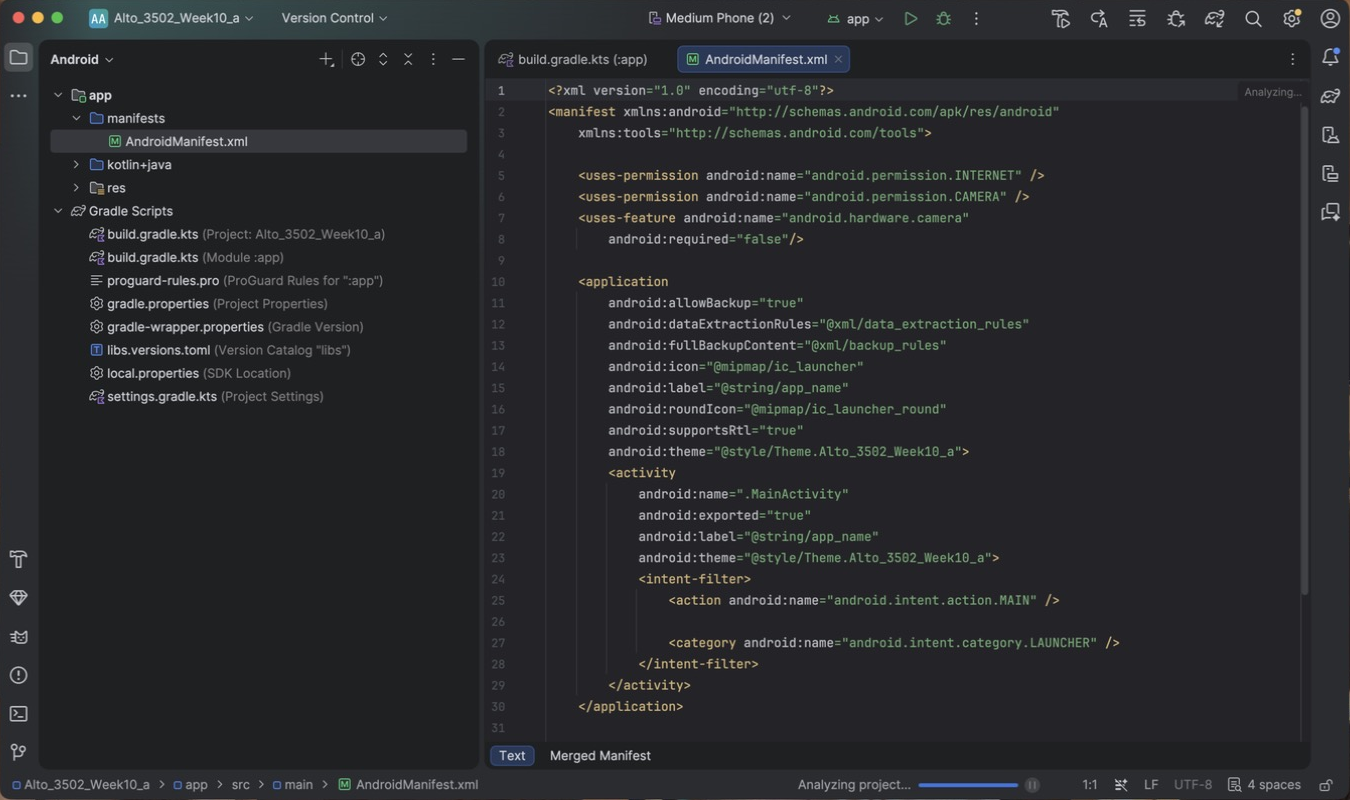 AA Alto_3502_Week10_a Version Control Medium Phone (2) app
Android
app
manifests
AndroidManifest.xml
kotlin+java
res
Gradle Scripts
build.gradle.kts (Project: Alto_3502_Week10_a)
build.gradle.kts (Module :app)
proguard-rules.pro (ProGuard Rules for ":app")
gradle.properties (Project Properties)
gradle-wrapper.properties (Gradle Version)
libs.versions.toml (Version Catalog "libs")
local.properties (SDK Location)
settings.gradle.kts (Project Settings)
build.gradle.kts (:app) AndroidManifest.xml
Analyzing...
1 <?xml version="1.0" encoding="utf-8"?>
2 <manifest xmlns:android="http://schemas.android.com/apk/res/android"
3 xmlns:tools="http://schemas.android.com/tools">
4
5 <uses-permission android:name="android.permission.INTERNET" />
6 <uses-permission android:name="android.permission.CAMERA" />
7 <uses-feature android:name="android.hardware.camera"
8 android:required="false"/>
9
10 <application
11 android:allowBackup="true"
12 android:dataExtractionRules="@xml/data_extraction_rules"
13 android:fullBackupContent="@xml/backup_rules"
14 android:icon="@mipmap/ic_launcher"
15 android:label="@string/app_name"
16 android:roundIcon="@mipmap/ic_launcher_round"
17 android:supportsRtl="true"
18 android:theme="@style/Theme.Alto_3502_Week10_a">
19 <activity
20 android:name=".MainActivity"
21 android:exported="true"
22 android:label="@string/app_name"
23 android:theme="@style/Theme.Alto_3502_Week10_a">
24 <intent-filter>
25 <action android:name="android.intent.action.MAIN" />
26
27 <category android:name="android.intent.category.LAUNCHER" />
28 </intent-filter>
29 </activity>
30 </application>
31
Text Merged Manifest
Alto_3502_Week10_a > app > src > main > AndroidManifest.xml Analyzing project... 1:1 LF UTF-8 4 spaces